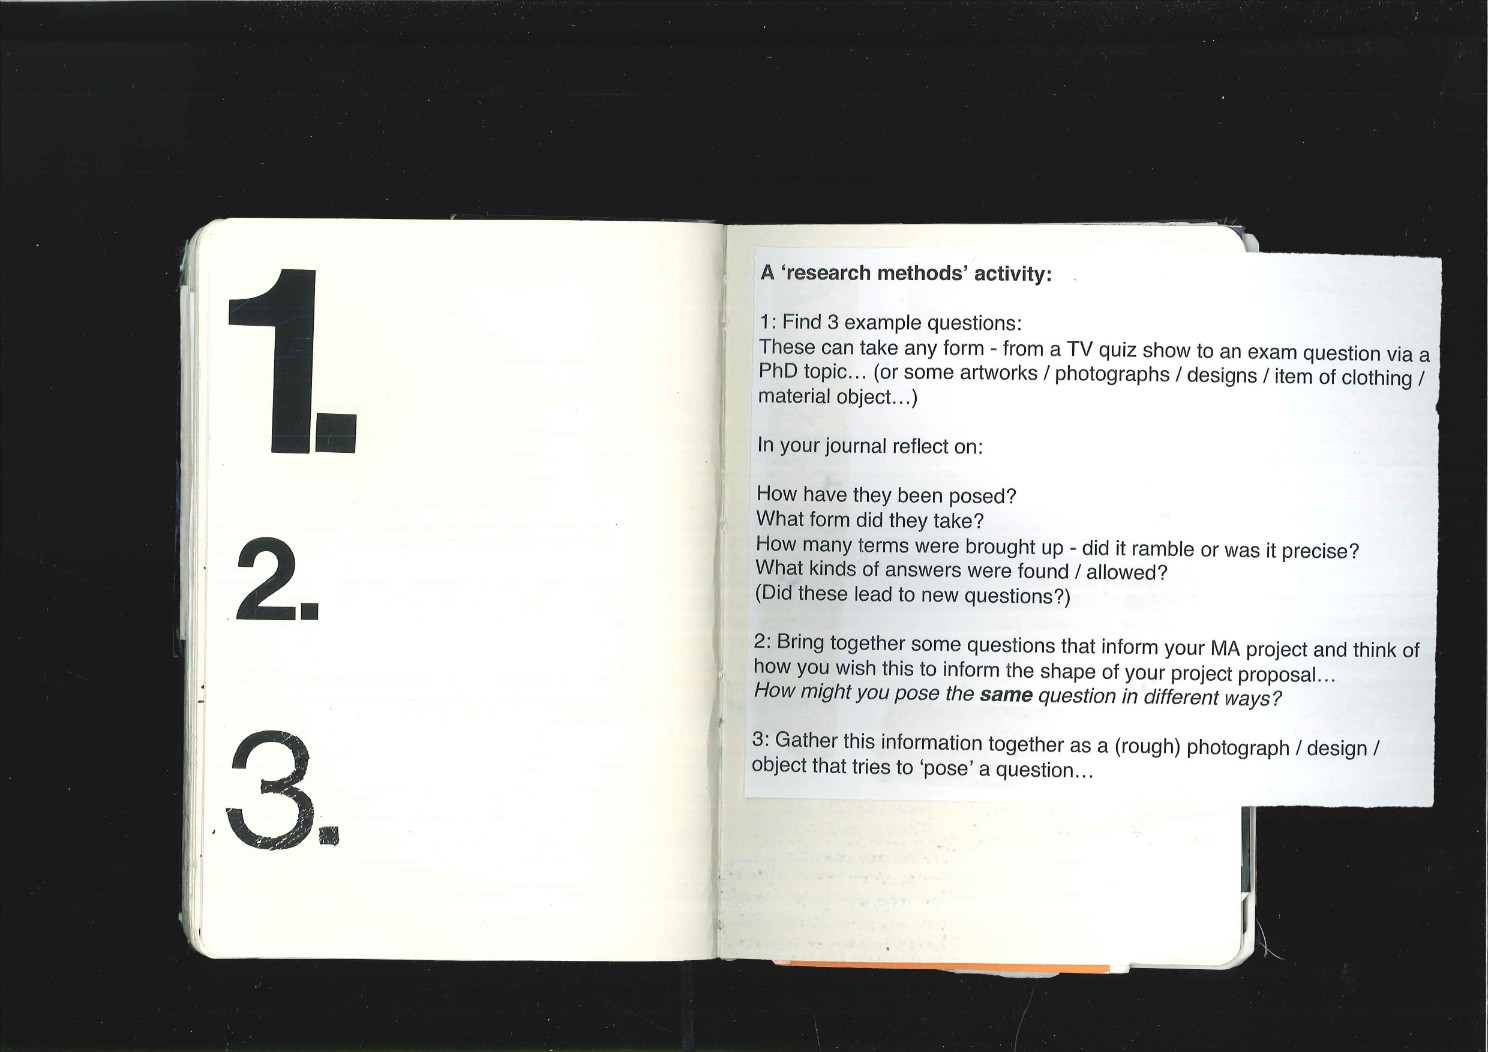 1.
2.
3.
A ‘research methods’ activity:
1: Find 3 example questions:
These can take any form - from a TV quiz show to an exam question via a
PhD topic... (or some artworks / photographs / designs / item of clothing /
material object...)
In your journal reflect on:
How have they been posed?
What form did they take?
How many terms were brought up - did it ramble or was it precise?
What kinds of answers were found / allowed?
(Did these lead to new questions?)
2: Bring together some questions that inform your MA project and think of
how you wish this to inform the shape of your project proposal...
How might you pose the same question in different ways?
3: Gather this information together as a (rough) photograph / design /
object that tries to ‘pose’ a question...